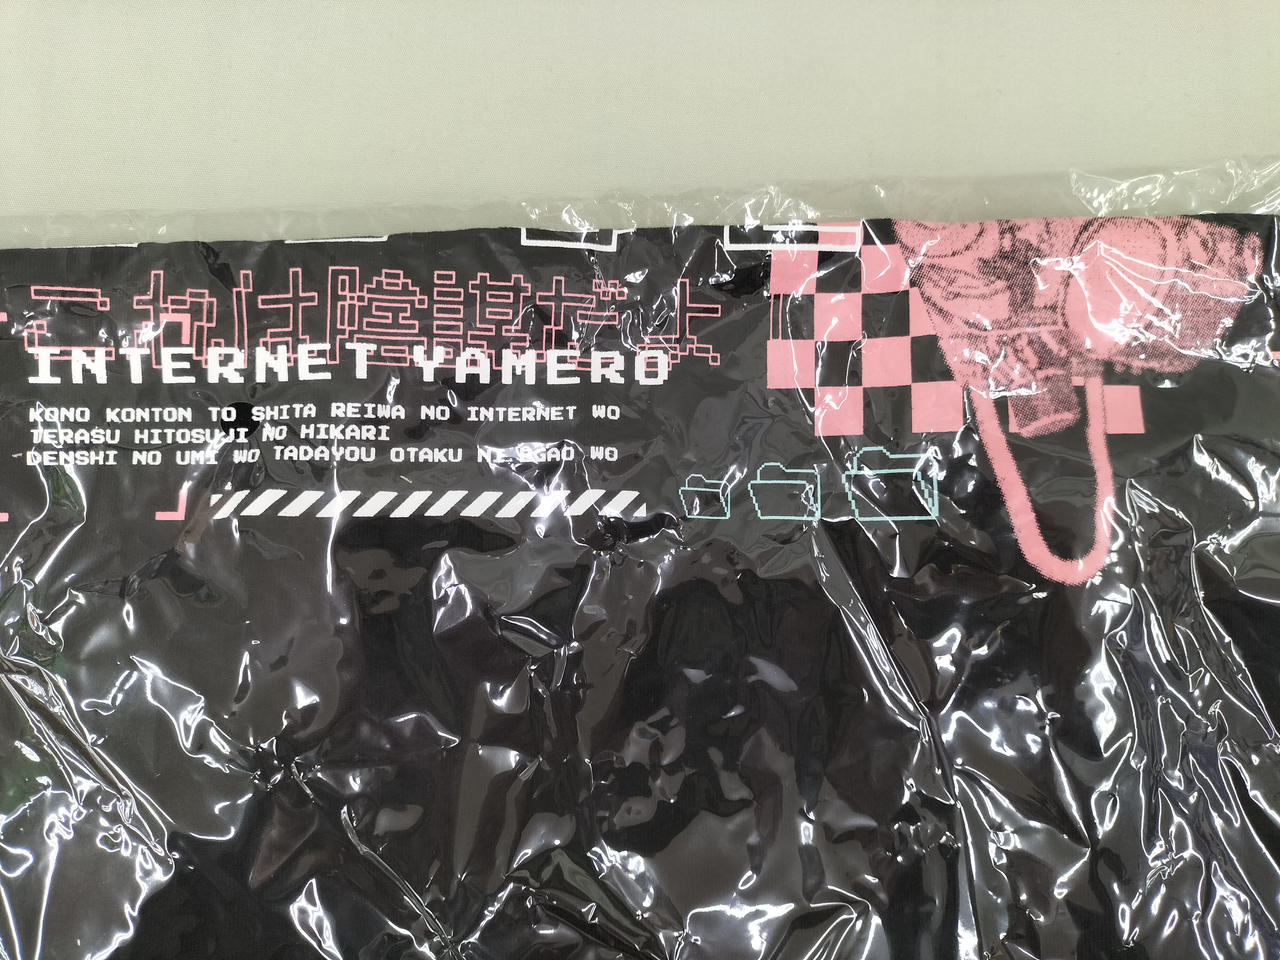 これは陰謀だよ
INTERNET YAMERO
KONO KONTON TO SHITA REIWA NO INTERNET WO
TERASU HITOSUJI NO HIKARI
DENSHI NO UMI WO TADAYOU OTAKU NI EGAO WO